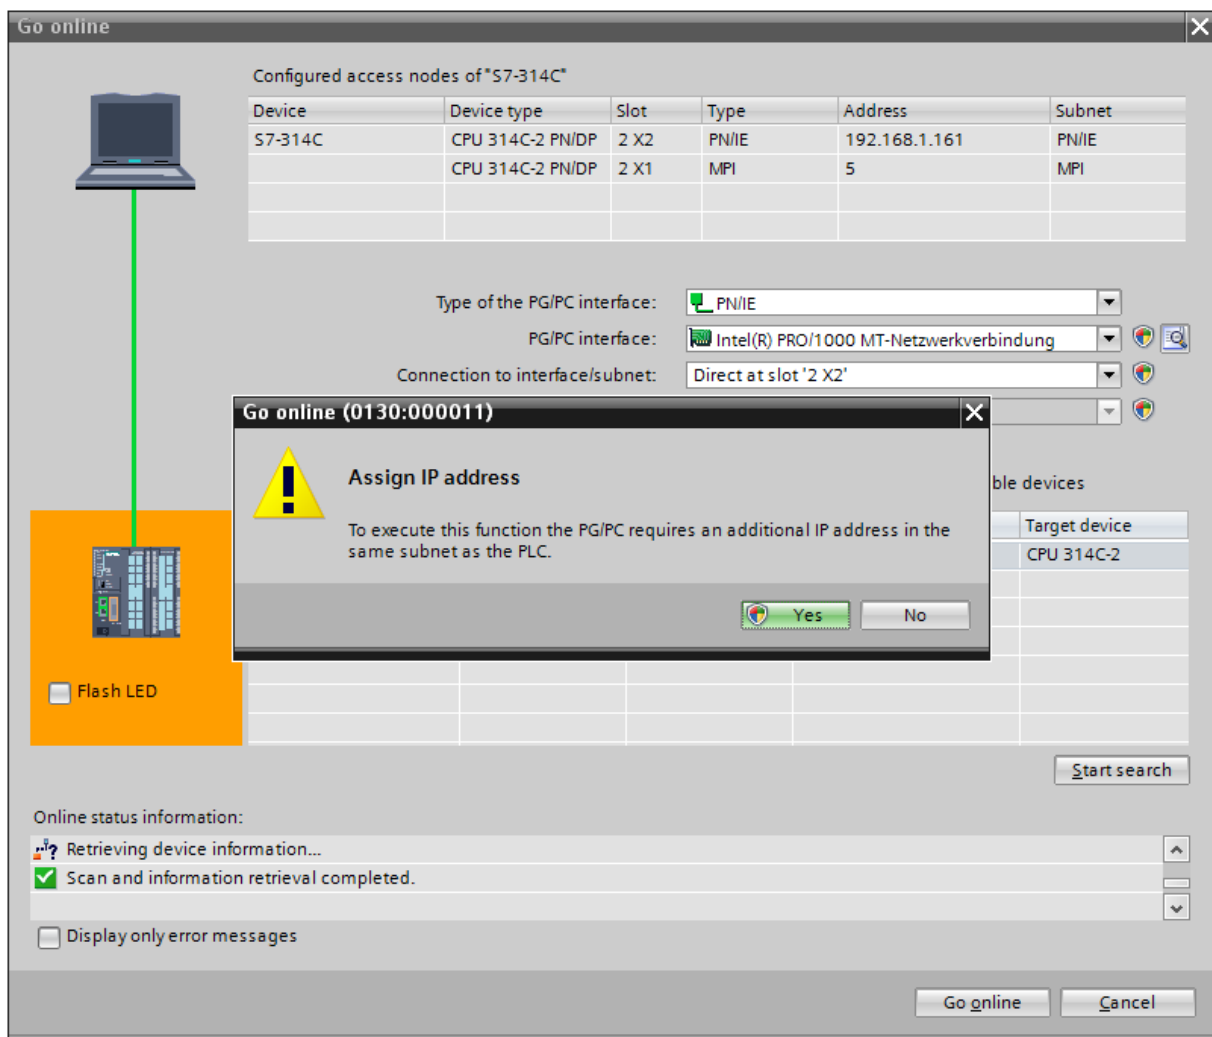 Go online
Configured access nodes of "S7-314C"
Device Device type Slot Type Address Subnet
S7-314C CPU 314C-2 PN/DP 2 X2 PN/IE 192.168.1.161 PN/IE
CPU 314C-2 PN/DP 2 X1 MPI 5 MPI
Type of the PG/PC interface: PN/IE
PG/PC interface: Intel(R) PRO/1000 MT-Netzwerkverbindung
Connection to interface/subnet: Direct at slot '2 X2'
Go online (0130:000011)
Assign IP address
To execute this function the PG/PC requires an additional IP address in the
same subnet as the PLC.
Yes No
devices
Target device
CPU 314C-2
Flash LED
Start search
Online status information:
Retrieving device information...
Scan and information retrieval completed.
Display only error messages
Go online Cancel